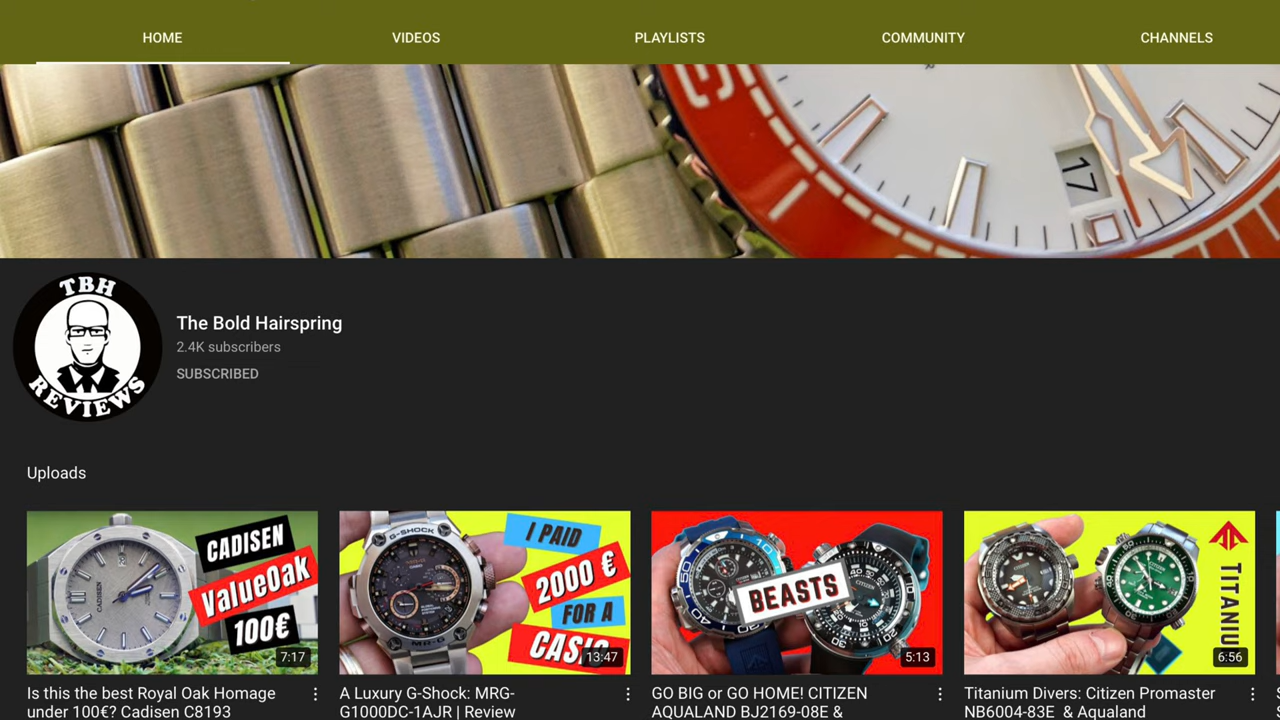 HOME
VIDEOS
PLAYLISTS
COMMUNITY
CHANNELS
17
TBH
REVIEWS
The Bold Hairspring
2.4K subscribers
SUBSCRIBED
Uploads
CADISEN
CADISEN
ValueOak
100€
7:17
G-SHOCK
MR-G
I PAID
2000 €
FOR A
CASIO
13:47
BEASTS
5:13
TITANIU
6:56
Is this the best Royal Oak Homage
under 100€? Cadisen C8193
A Luxury G-Shock: MRG-
G1000DC-1AJR | Review
GO BIG or GO HOME! CITIZEN
AQUALAND BJ2169-08E &
Titanium Divers: Citizen Promaster
NB6004-83E & Aqualand